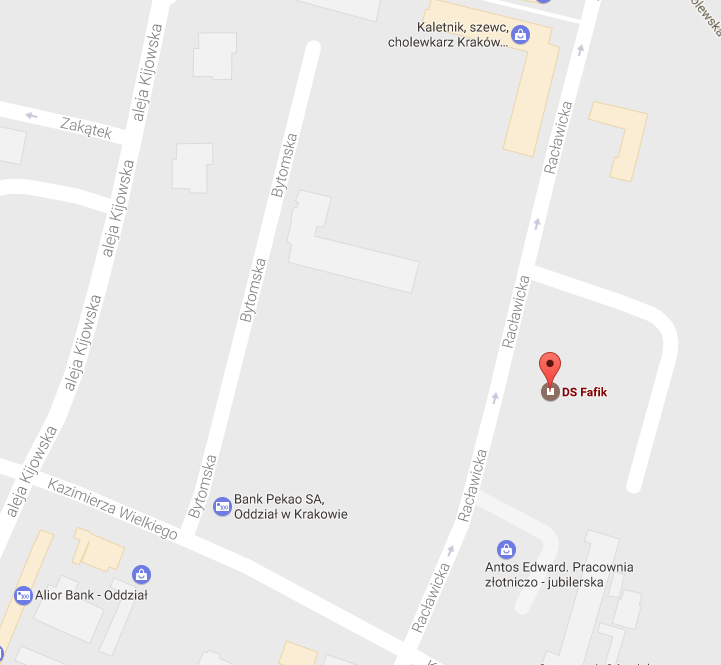 Kaletnik, szewc,
cholewkarz Kraków...
aleja Kijowska
Zakątek
Bytomska
Racławicka
aleja Kijowska
Bytomska
Racławicka
aleja Kijowska
DS Fafik
aleja Kijowska
Bytomska
Racławicka
Kazimierza Wielkiego
Bank Pekao SA,
Oddział w Krakowie
Antos Edward. Pracownia
złotniczo - jubilerska
Alior Bank - Oddział
Racławicka